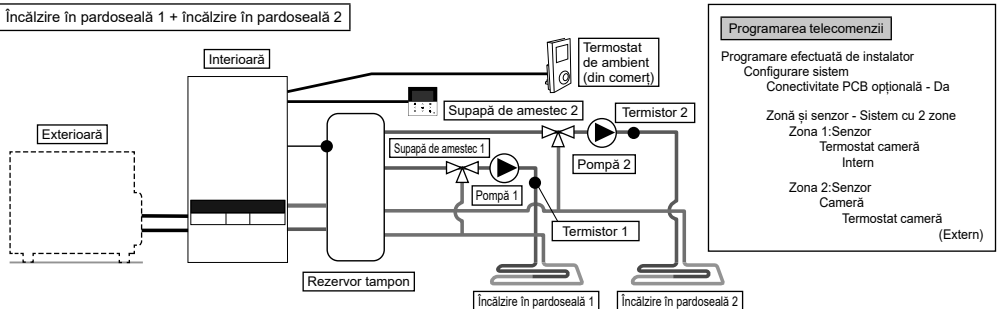 Încălzire în pardoseală 1 + încălzire în pardoseală 2
Interioară
Termostat
de ambient
(din comerț)
Exterioară
Supapă de amestec 2
Termistor 2
Supapă de amestec 1
Pompă 2
Pompă 1
Termistor 1
Rezervor tampon
Încălzire în pardoseală 1
Încălzire în pardoseală 2
Programarea telecomenzii
Programare efectuată de instalator
Configurare sistem
Conectivitate PCB opțională - Da
Zonă și senzor - Sistem cu 2 zone
Zona 1:Senzor
Termostat cameră
Intern
Zona 2:Senzor
Cameră
Termostat cameră
(Extern)